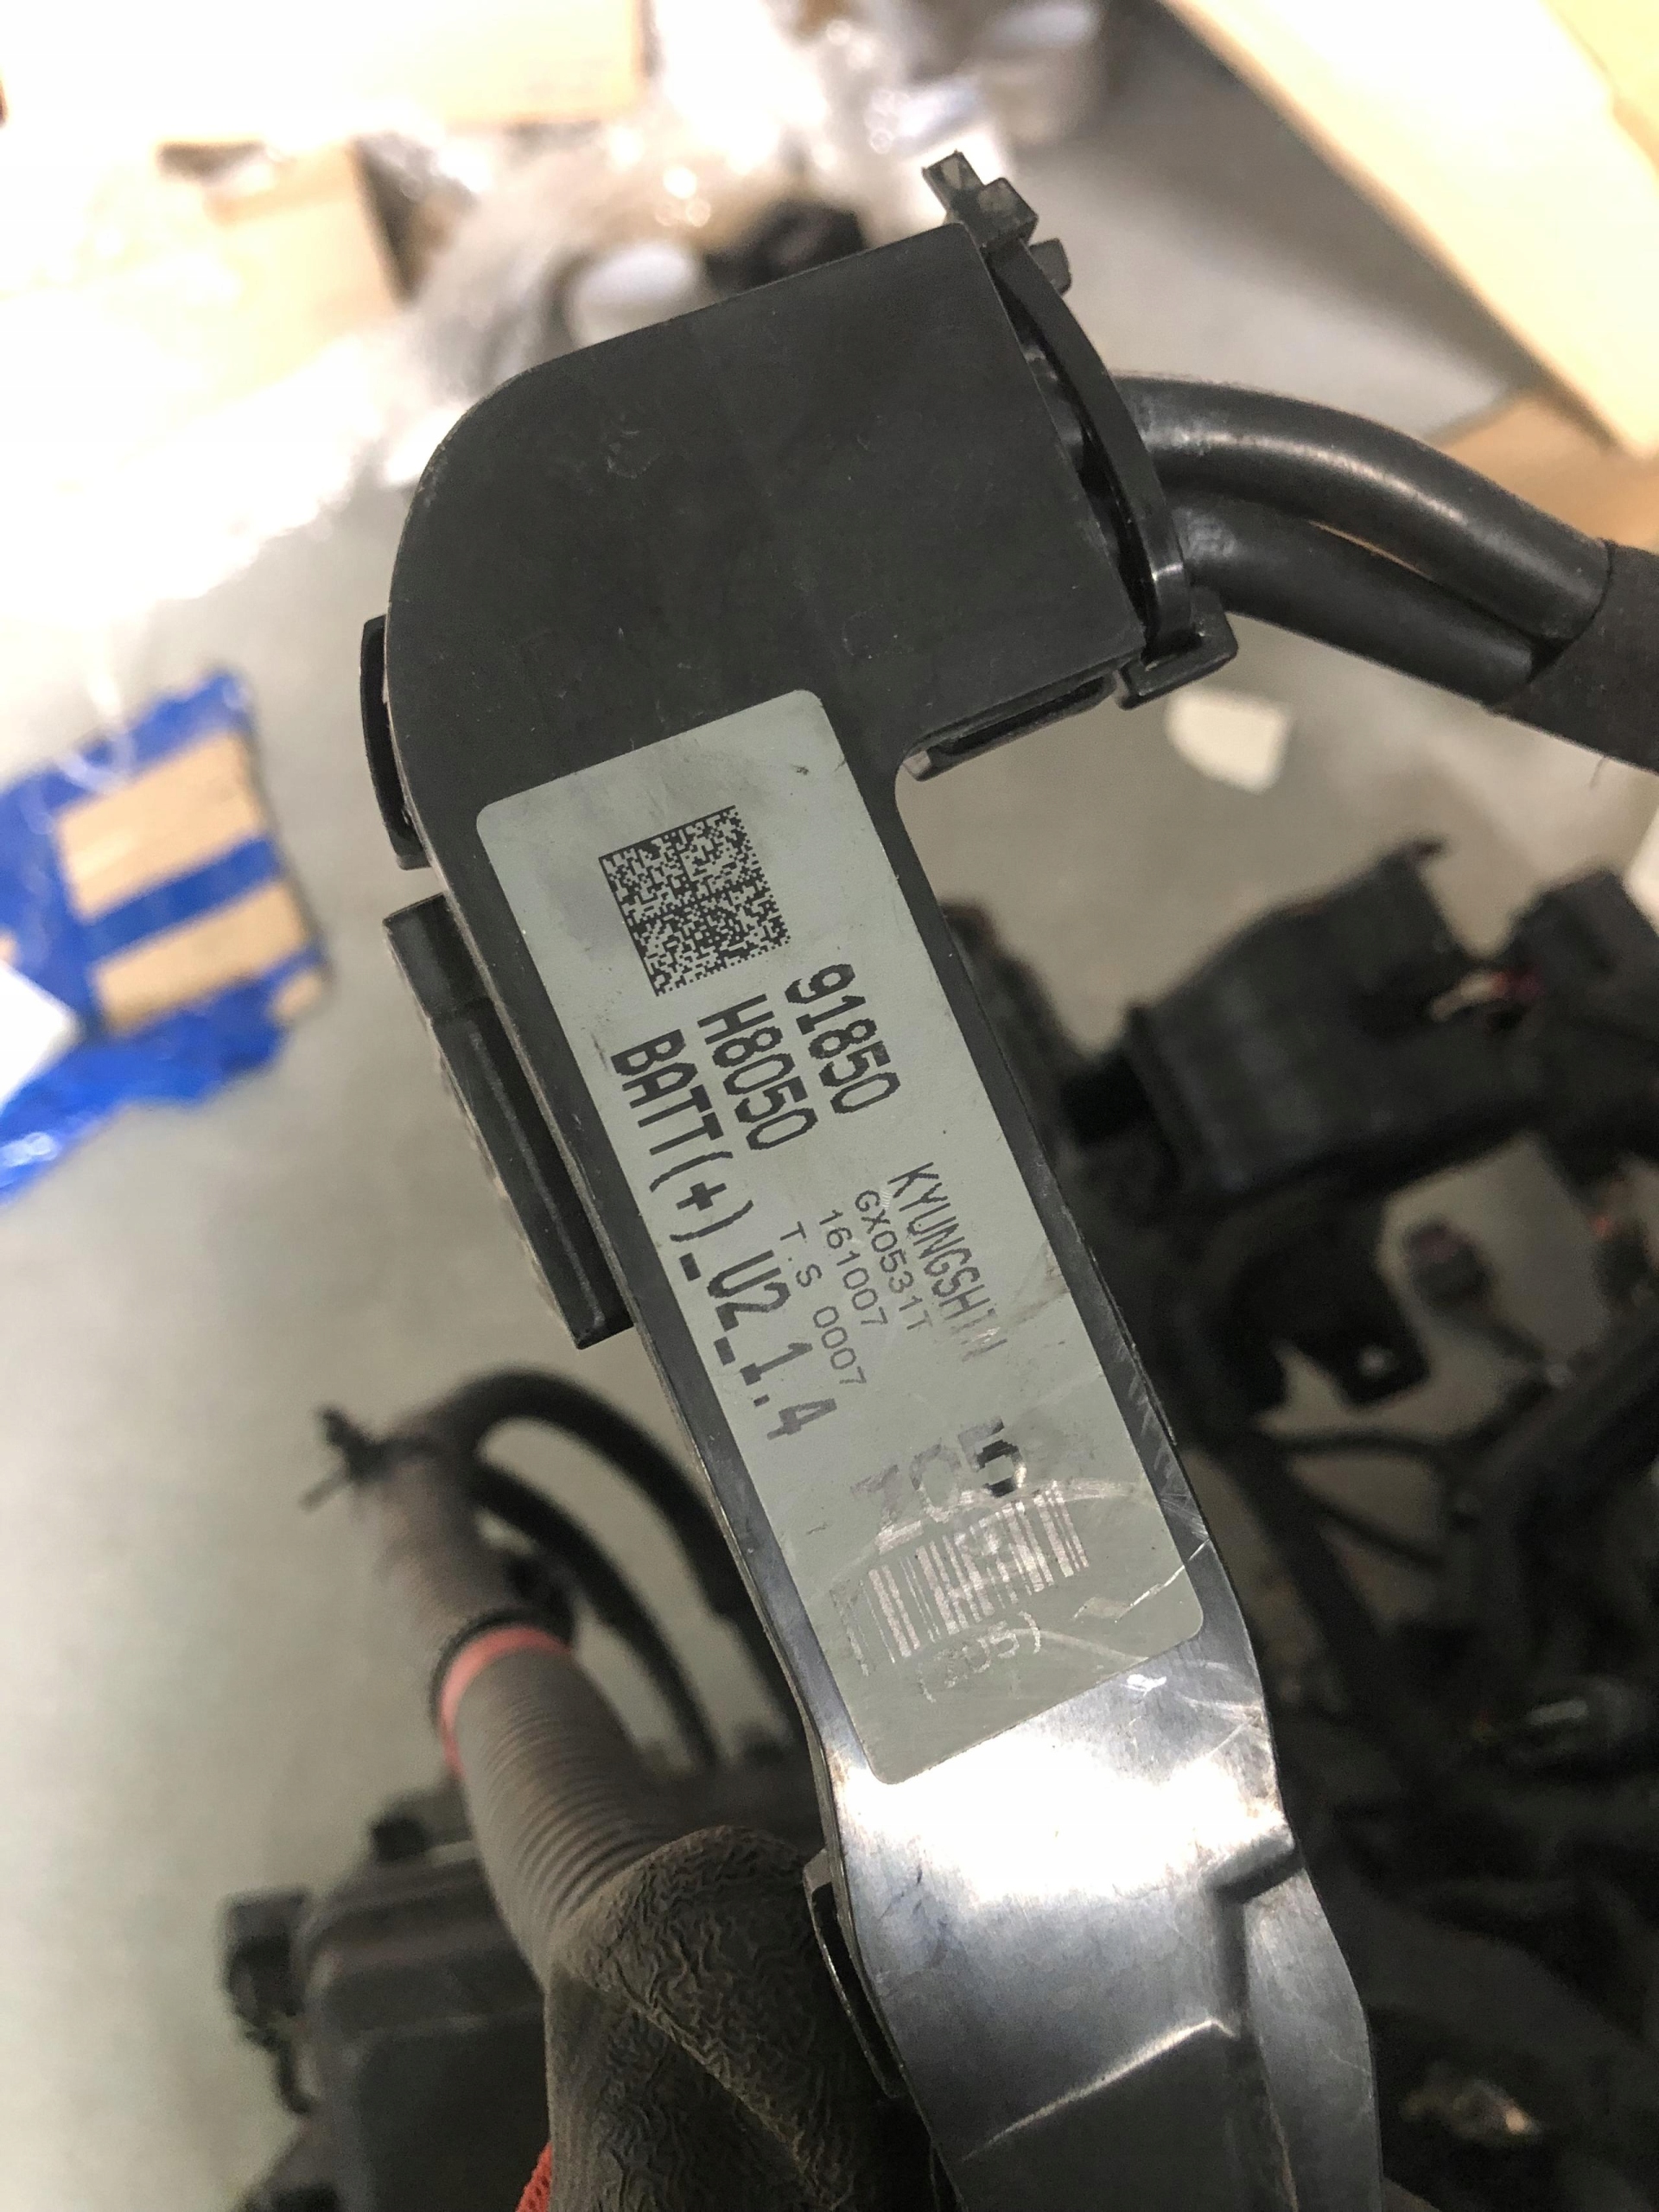 91850
H8050
BATT(+)_U2_1.4
KYUNGSHIN
GX0531T
161007
T.S 0007